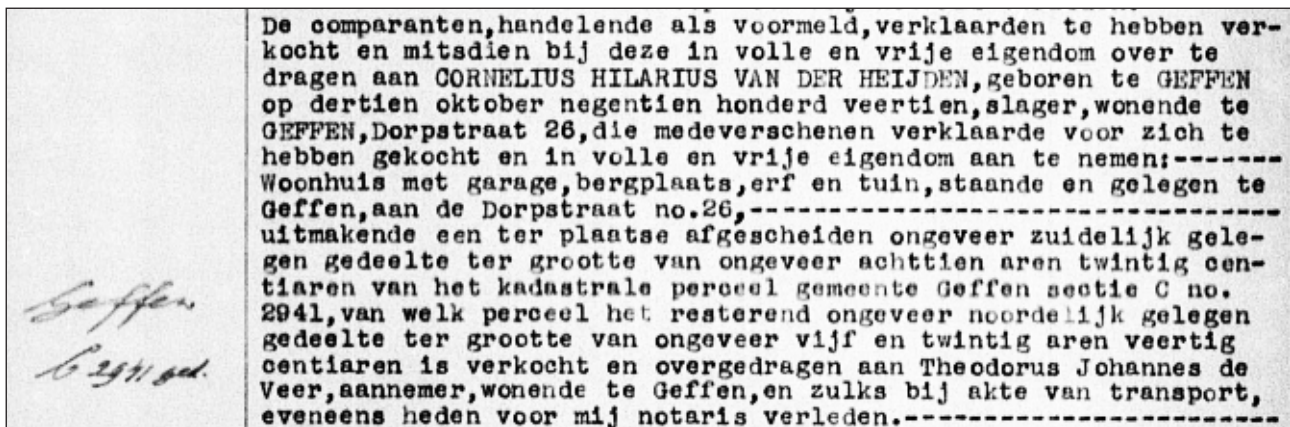 De comparanten,handelende als voormeld,verklaarden te hebben ver-
kocht en mitsdien bij deze in volle en vrije eigendom over te
dragen aan CORNELIUS HILARIUS VAN DER HEIJDEN,geboren te GEFFEN
op dertien oktober negentien honderd veertien,slager,wonende te
GEFFEN,Dorpstraat 26,die medeverschenen verklaarde voor zich te
hebben gekocht en in volle en vrije eigendom aan te nemen:-------
Woonhuis met garage,bergplaats,erf en tuin,staande en gelegen te
Geffen,aan de Dorpstraat no.26,----------------------------------
uitmakende een ter plaatse afgescheiden ongeveer zuidelijk gele-
gen gedeelte ter grootte van ongeveer achttien aren twintig cen-
tiaren van het kadastrale perceel gemeente Geffen sectie C no.
2941,van welk perceel het resterend ongeveer noordelijk gelegen
gedeelte ter grootte van ongeveer vijf en twintig aren veertig
centiaren is verkocht en overgedragen aan Theodorus Johannes de
Veer,aannemer,wonende te Geffen,en zulks bij akte van transport,
eveneens heden voor mij notaris verleden.------------------------
Geffen
C 2941 ged.